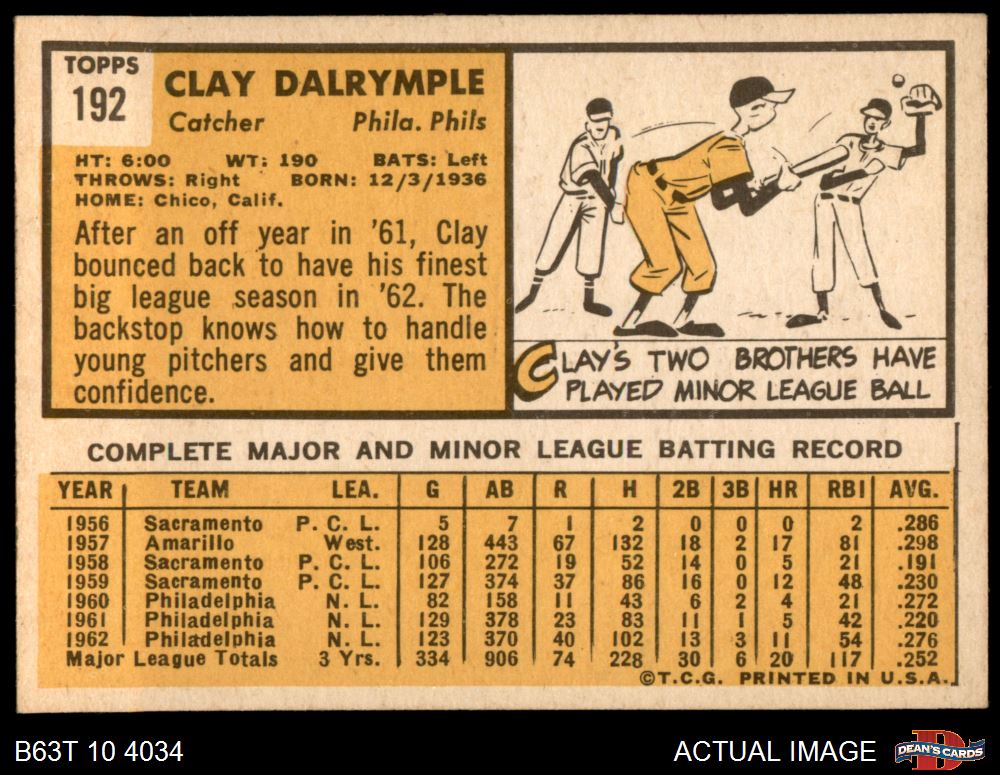 TOPPS
192
CLAY DALRYMPLE
Catcher Phila. Phils
HT: 6:00 WT: 190 BATS: Left
THROWS: Right BORN: 12/3/1936
HOME: Chico, Calif.
After an off year in '61, Clay
bounced back to have his finest
big league season in '62. The
backstop knows how to handle
young pitchers and give them
confidence.
CLAY'S TWO BROTHERS HAVE
PLAYED MINOR LEAGUE BALL
COMPLETE MAJOR AND MINOR LEAGUE BATTING RECORD
YEAR TEAM LEA. G AB R H 2B 3B HR RBI AVG.
1956 Sacramento P. C. L. 5 7 1 2 0 0 0 2 .286
1957 Amarillo West. 128 443 67 132 18 2 17 81 .298
1958 Sacramento P. C. L. 106 272 19 52 14 0 5 21 .191
1959 Sacramento P. C. L. 127 374 37 86 16 0 12 48 .230
1960 Philadelphia N. L. 82 158 11 43 6 2 4 21 .272
1961 Philadelphia N. L. 129 378 23 83 11 1 5 42 .220
1962 Philadelphia N. L. 123 370 40 102 13 3 11 54 .276
Major League Totals 3 Yrs. 334 906 74 228 30 6 20 117 .252
©T.C.G. PRINTED IN U.S.A.
B63T 10 4034 ACTUAL IMAGE DEAN'S CARDS